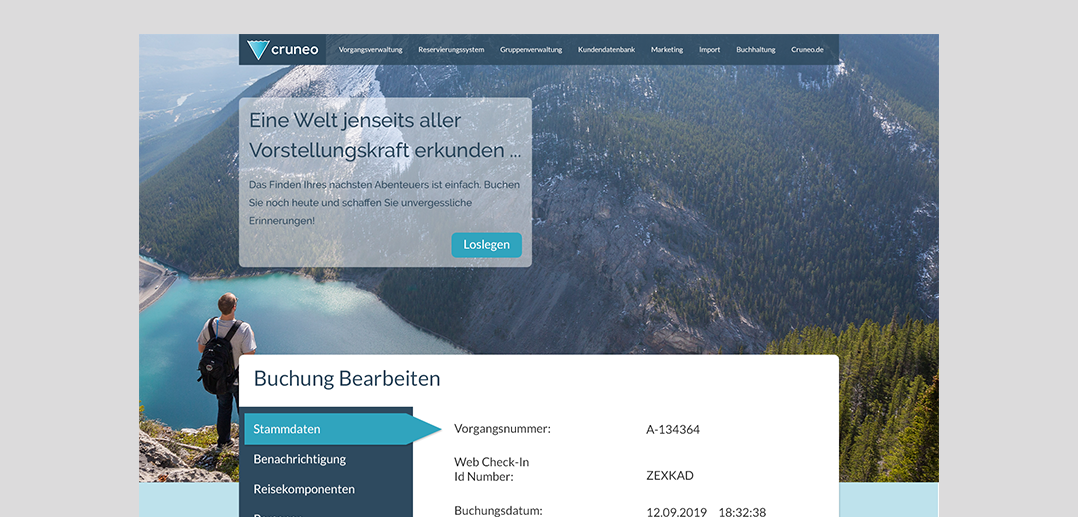 cruneo
Vorgangsverwaltung Reservierungssystem Gruppenverwaltung Kundendatenbank Marketing Import Buchhaltung Cruneo.de
Eine Welt jenseits aller
Vorstellungskraft erkunden ...
Das Finden Ihres nächsten Abenteuers ist einfach. Buchen
Sie noch heute und schaffen Sie unvergessliche
Erinnerungen!
Loslegen
Buchung Bearbeiten
Stammdaten
Benachrichtigung
Reisekomponenten
Vorgangsnummer: A-134364
Web Check-In
Id Number: ZEXKAD
Buchungsdatum: 12.09.2019 18:32:38